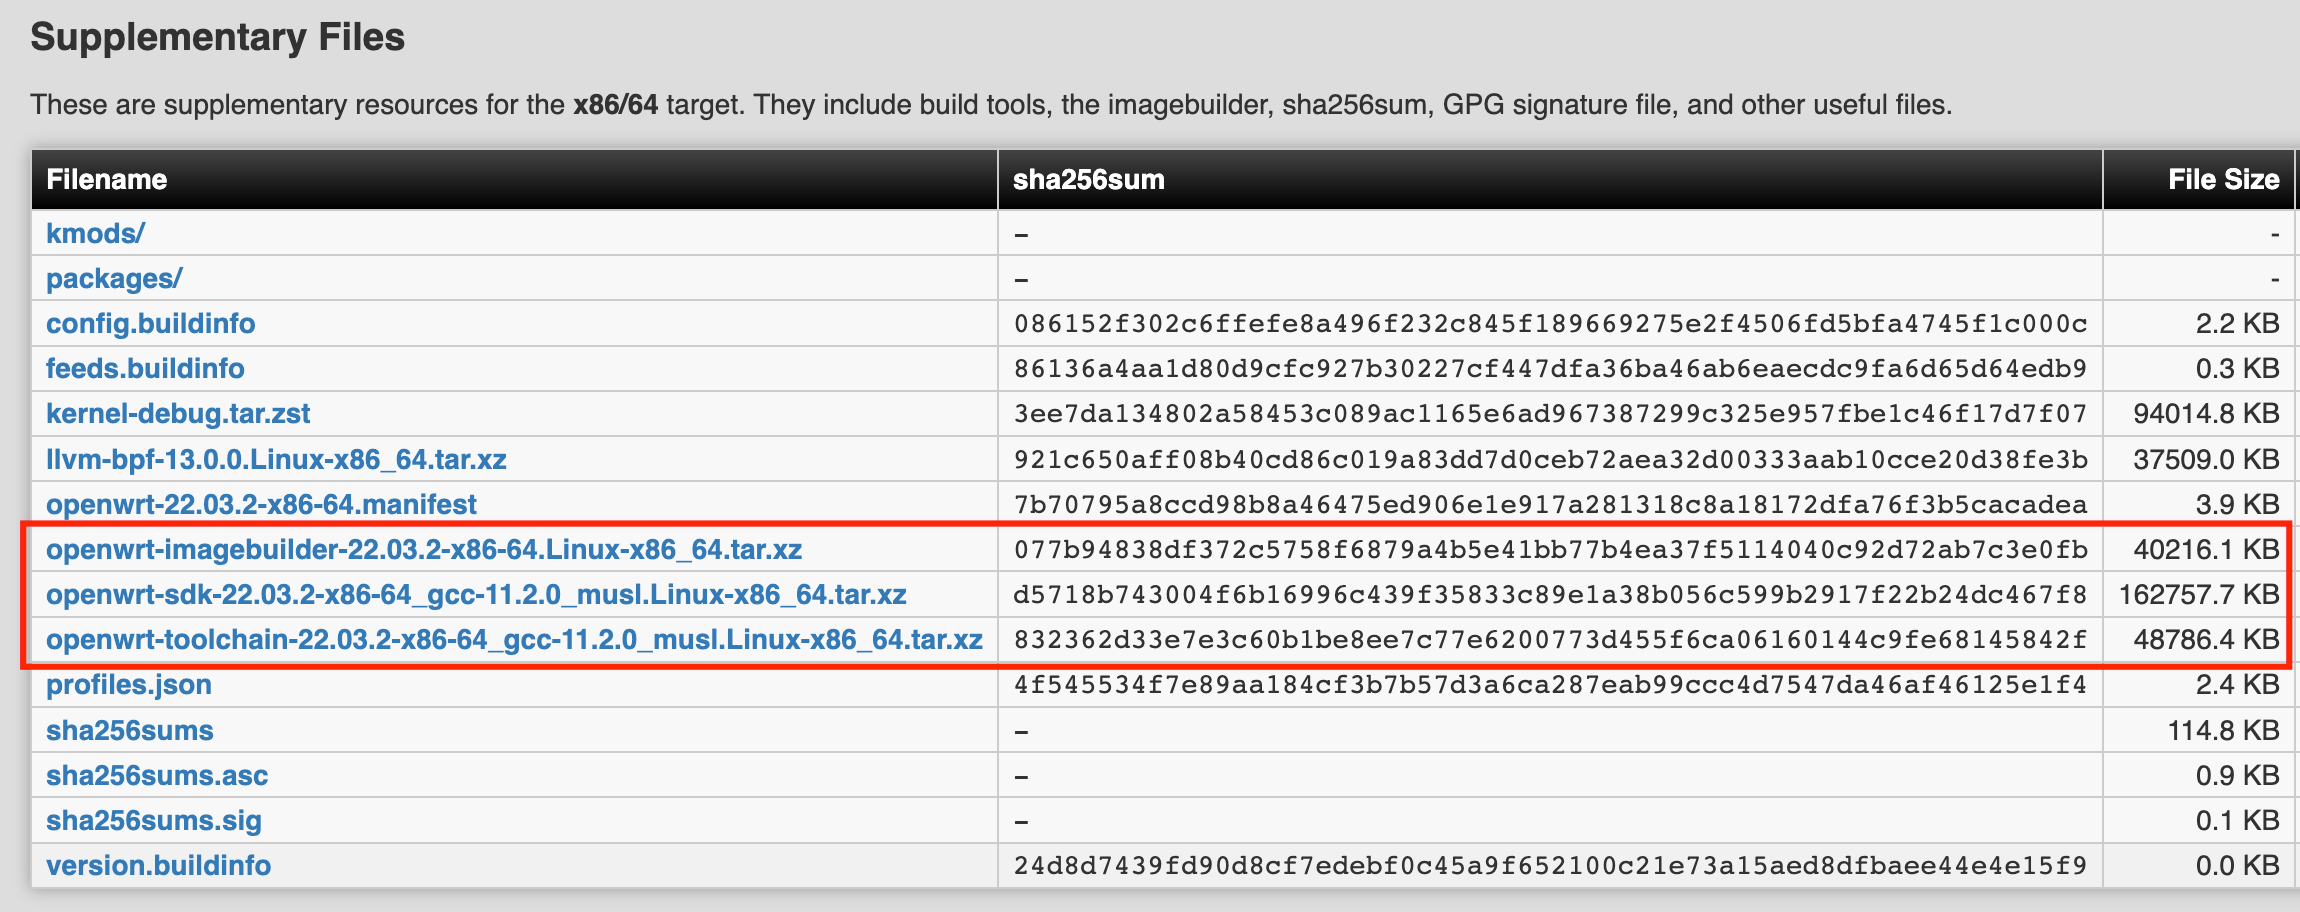 Supplementary Files
These are supplementary resources for the x86/64 target. They include build tools, the imagebuilder, sha256sum, GPG signature file, and other useful files.
Filename sha256sum File Size
kmods/ – -
packages/ – -
config.buildinfo 086152f302c6ffefe8a496f232c845f189669275e2f4506fd5bfa4745f1c000c 2.2 KB
feeds.buildinfo 86136a4aa1d80d9cfc927b30227cf447dfa36ba46ab6eaecdc9fa6d65d64edb9 0.3 KB
kernel-debug.tar.zst 3ee7da134802a58453c089ac1165e6ad967387299c325e957fbe1c46f17d7f07 94014.8 KB
llvm-bpf-13.0.0.Linux-x86_64.tar.xz 921c650aff08b40cd86c019a83dd7d0ceb72aea32d00333aab10cce20d38fe3b 37509.0 KB
openwrt-22.03.2-x86-64.manifest 7b70795a8ccd98b8a46475ed906e1e917a281318c8a18172dfa76f3b5cacadea 3.9 KB
openwrt-imagebuilder-22.03.2-x86-64.Linux-x86_64.tar.xz 077b94838df372c5758f6879a4b5e41bb77b4ea37f5114040c92d72ab7c3e0fb 40216.1 KB
openwrt-sdk-22.03.2-x86-64_gcc-11.2.0_musl.Linux-x86_64.tar.xz d5718b743004f6b16996c439f35833c89e1a38b056c599b2917f22b24dc467f8 162757.7 KB
openwrt-toolchain-22.03.2-x86-64_gcc-11.2.0_musl.Linux-x86_64.tar.xz 832362d33e7e3c60b1be8ee7c77e6200773d455f6ca06160144c9fe68145842f 48786.4 KB
profiles.json 4f545534f7e89aa184cf3b7b57d3a6ca287eab99ccc4d7547da46af46125e1f4 2.4 KB
sha256sums – 114.8 KB
sha256sums.asc – 0.9 KB
sha256sums.sig – 0.1 KB
version.buildinfo 24d8d7439fd90d8cf7edebf0c45a9f652100c21e73a15aed8dfbaee44e4e15f9 0.0 KB